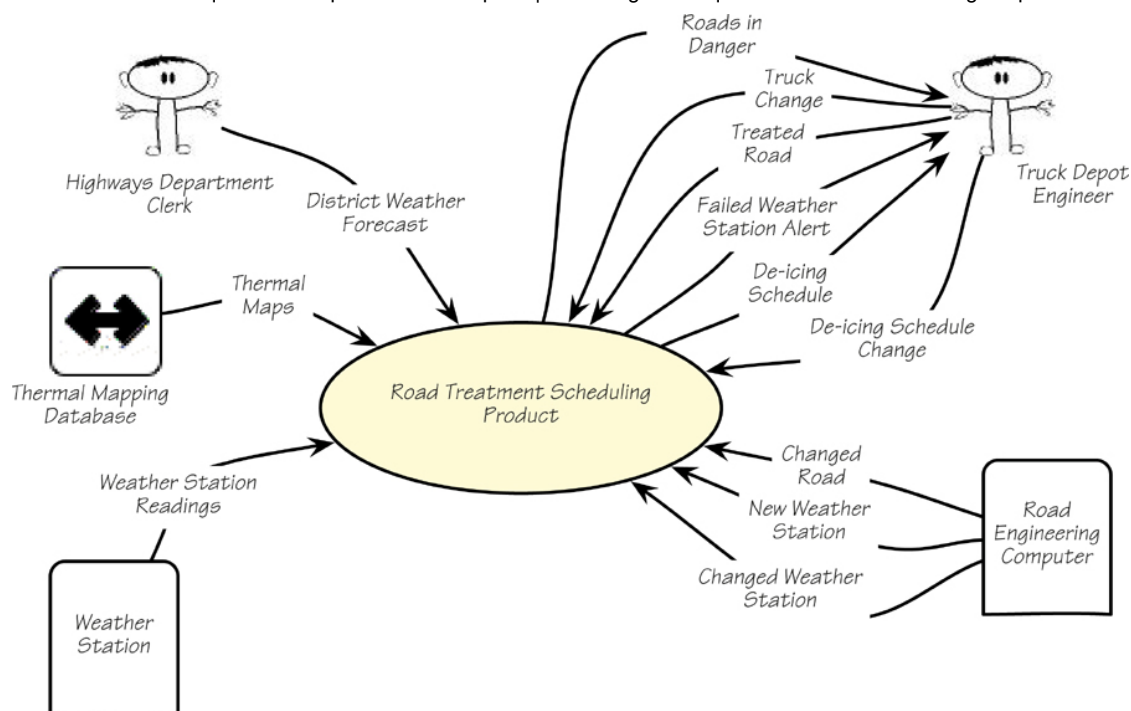 Roads in
Danger
Truck
Change
Treated
Road
Highways Department
Clerk
District Weather
Forecast
Failed Weather
Station Alert
Truck Depot
Engineer
Thermal
Maps
De-icing
Schedule
De-icing Schedule
Change
Thermal Mapping
Database
Road Treatment Scheduling
Product
Weather Station
Readings
Changed
Road
New Weather
Station
Road
Engineering
Computer
Changed Weather
Station
Weather
Station